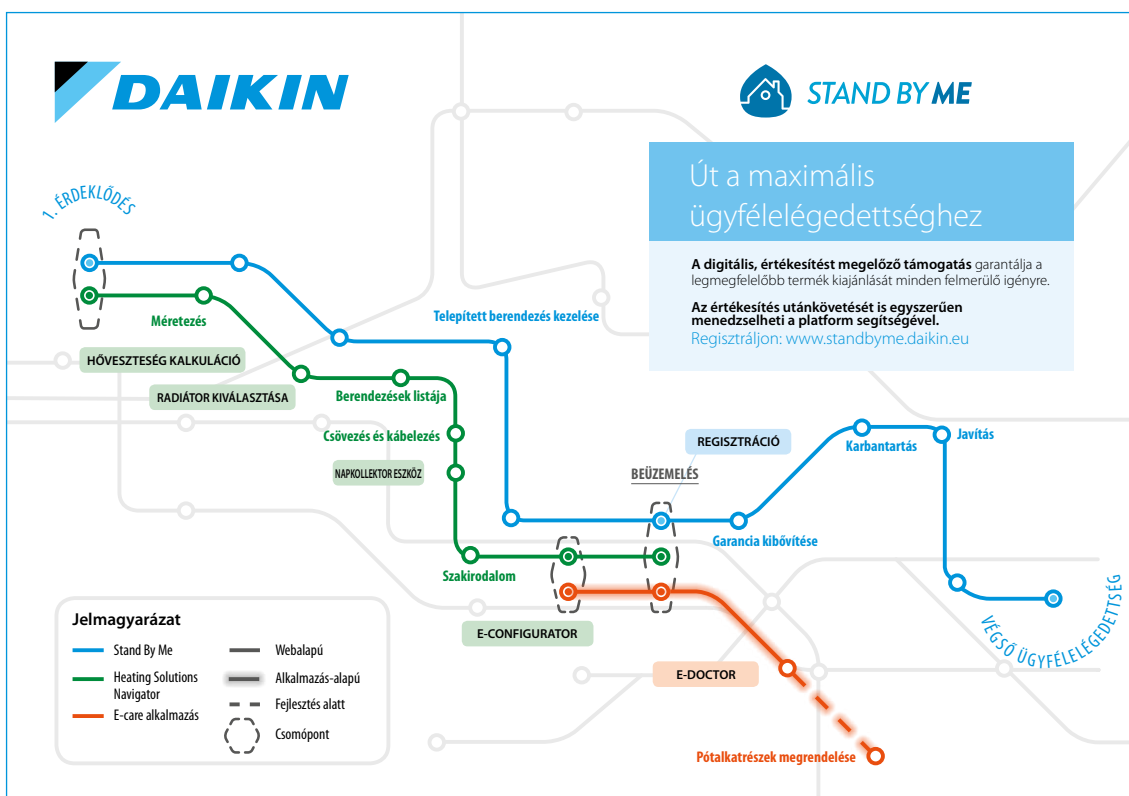 DAIKIN
STAND BY ME
Út a maximális
ügyfélelégedettséghez
A digitális, értékesítést megelőző támogatás garantálja a
legmegfelelőbb termék kiajánlását minden felmerülő igényre.
Az értékesítés utánkövetését is egyszerűen
menedzselheti a platform segítségével.
Regisztráljon: www.standbyme.daikin.eu
1. ÉRDEKLŐDÉS
Méretezés
Telepített berendezés kezelése
HŐVESZTESÉG KALKULÁCIÓ
RADIÁTOR KIVÁLASZTÁSA
Berendezések listája
Csövezés és kábelezés
NAPKOLLEKTOR ESZKÖZ
REGISZTRÁCIÓ
BEÜZEMELÉS
Karbantartás
Javítás
Garancia kibővítése
Szakirodalom
E-CONFIGURATOR
E-DOCTOR
Pótalkatrészek megrendelése
VÉGSŐ ÜGYFÉLELÉGEDETTSÉG
Jelmagyarázat
Stand By Me
Heating Solutions
Navigator
E-care alkalmazás
Webalapú
Alkalmazás-alapú
Fejlesztés alatt
Csomópont